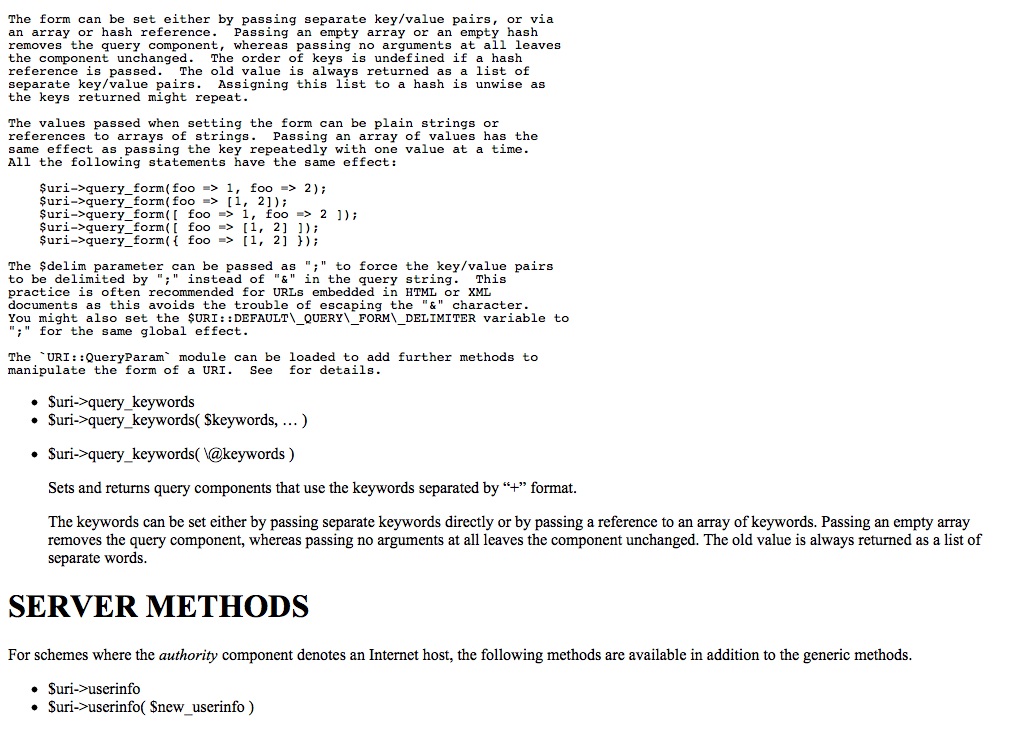 The form can be set either by passing separate key/value pairs, or via
an array or hash reference.  Passing an empty array or an empty hash
removes the query component, whereas passing no arguments at all leaves
the component unchanged.  The order of keys is undefined if a hash
reference is passed.  The old value is always returned as a list of
separate key/value pairs.  Assigning this list to a hash is unwise as
the keys returned might repeat.
The values passed when setting the form can be plain strings or
references to arrays of strings.  Passing an array of values has the
same effect as passing the key repeatedly with one value at a time.
All the following statements have the same effect:
$uri->query_form(foo => 1, foo => 2);
$uri->query_form(foo => [1, 2]);
$uri->query_form([ foo => 1, foo => 2 ]);
$uri->query_form([ foo => [1, 2] ]);
$uri->query_form({ foo => [1, 2] });
The $delim parameter can be passed as ";" to force the key/value pairs
to be delimited by ";" instead of "&" in the query string.  This
practice is often recommended for URLs embedded in HTML or XML
documents as this avoids the trouble of escaping the "&" character.
You might also set the $URI::DEFAULT\_QUERY\_FORM\_DELIMITER variable to
";" for the same global effect.
The `URI::QueryParam` module can be loaded to add further methods to
manipulate the form of a URI.  See  for details.
• $uri->query_keywords
• $uri->query_keywords( $keywords, … )
• $uri->query_keywords( \@keywords )
Sets and returns query components that use the keywords separated by “+” format.
The keywords can be set either by passing separate keywords directly or by passing a reference to an array of keywords. Passing an empty array
removes the query component, whereas passing no arguments at all leaves the component unchanged. The old value is always returned as a list of
separate words.
SERVER METHODS
For schemes where the authority component denotes an Internet host, the following methods are available in addition to the generic methods.
• $uri->userinfo
• $uri->userinfo( $new_userinfo )